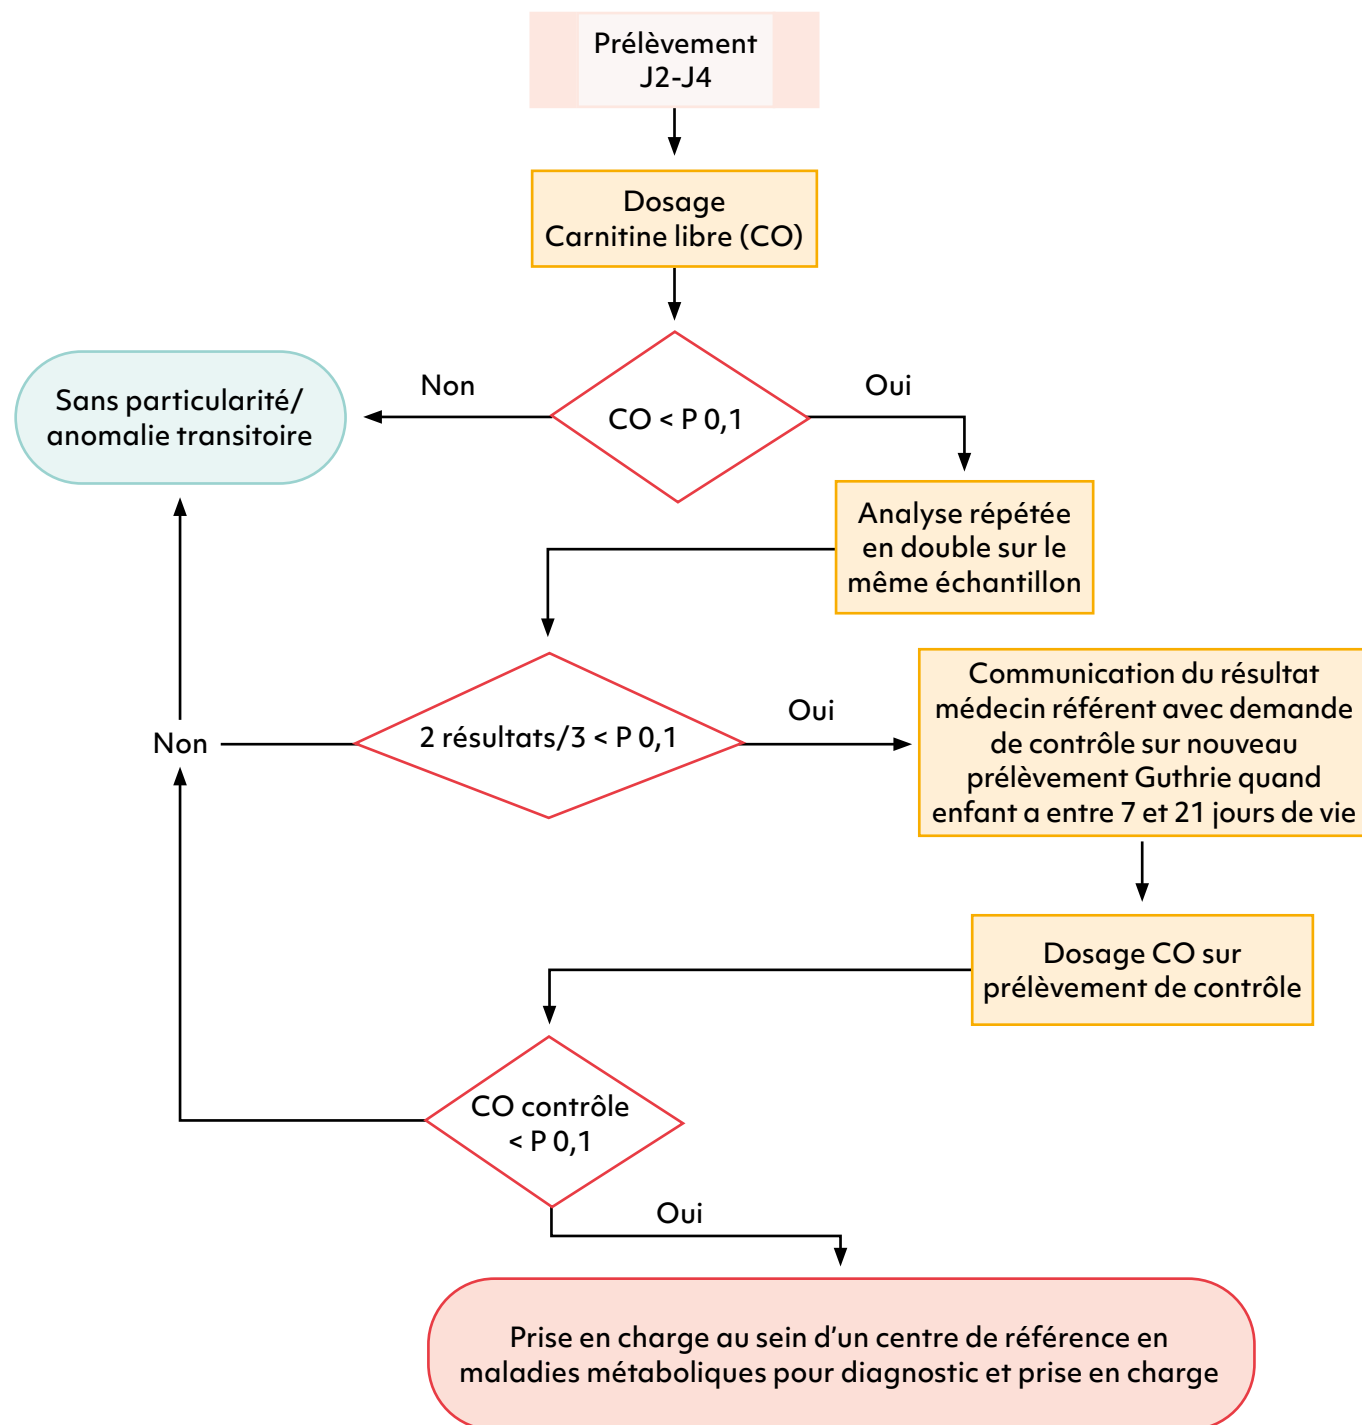 Prélèvement
J2-J4
Dosage
Carnitine libre (CO)
Non
Oui
Sans particularité/
anomalie transitoire
CO < P 0,1
Analyse répétée
en double sur le
même échantillon
Communication du résultat
médecin référent avec demande
de contrôle sur nouveau
prélèvement Guthrie quand
enfant a entre 7 et 21 jours de vie
Oui
2 résultats/3 < P 0,1
Non
Dosage CO sur
prélèvement de contrôle
CO contrôle
< P 0,1
Oui
Prise en charge au sein d'un centre de référence en
maladies métaboliques pour diagnostic et prise en charge